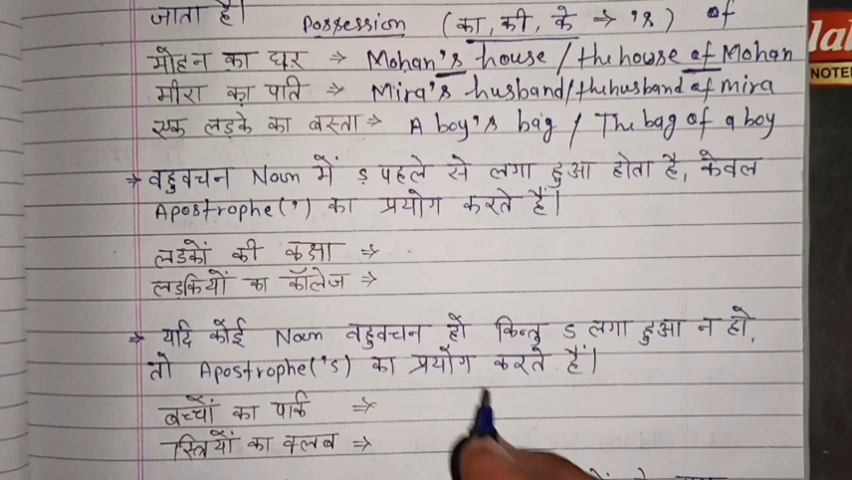 जाता है। Possession (का, की, के ⇒ 's) of
मोहन का घर ⇒ Mohan's house / the house of Mohan
मीरा का पति ⇒ Mira's husband/the husband of mira
एक लड़के का बस्ता ⇒ A boy's bag / The bag of a boy
→ बहुवचन Noun में s पहले से लगा हुआ होता है, केवल
Apostrophe(') का प्रयोग करते हैं।
लड़कों की कक्षा ⇒
लड़कियों का कॉलेज ⇒
→ यदि कोई Noun बहुवचन हो किन्तु s लगा हुआ न हो,
तो Apostrophe('s) का प्रयोग करते हैं।
बच्चों का पार्क ⇒
स्त्रियों का क्लब ⇒
NOTE